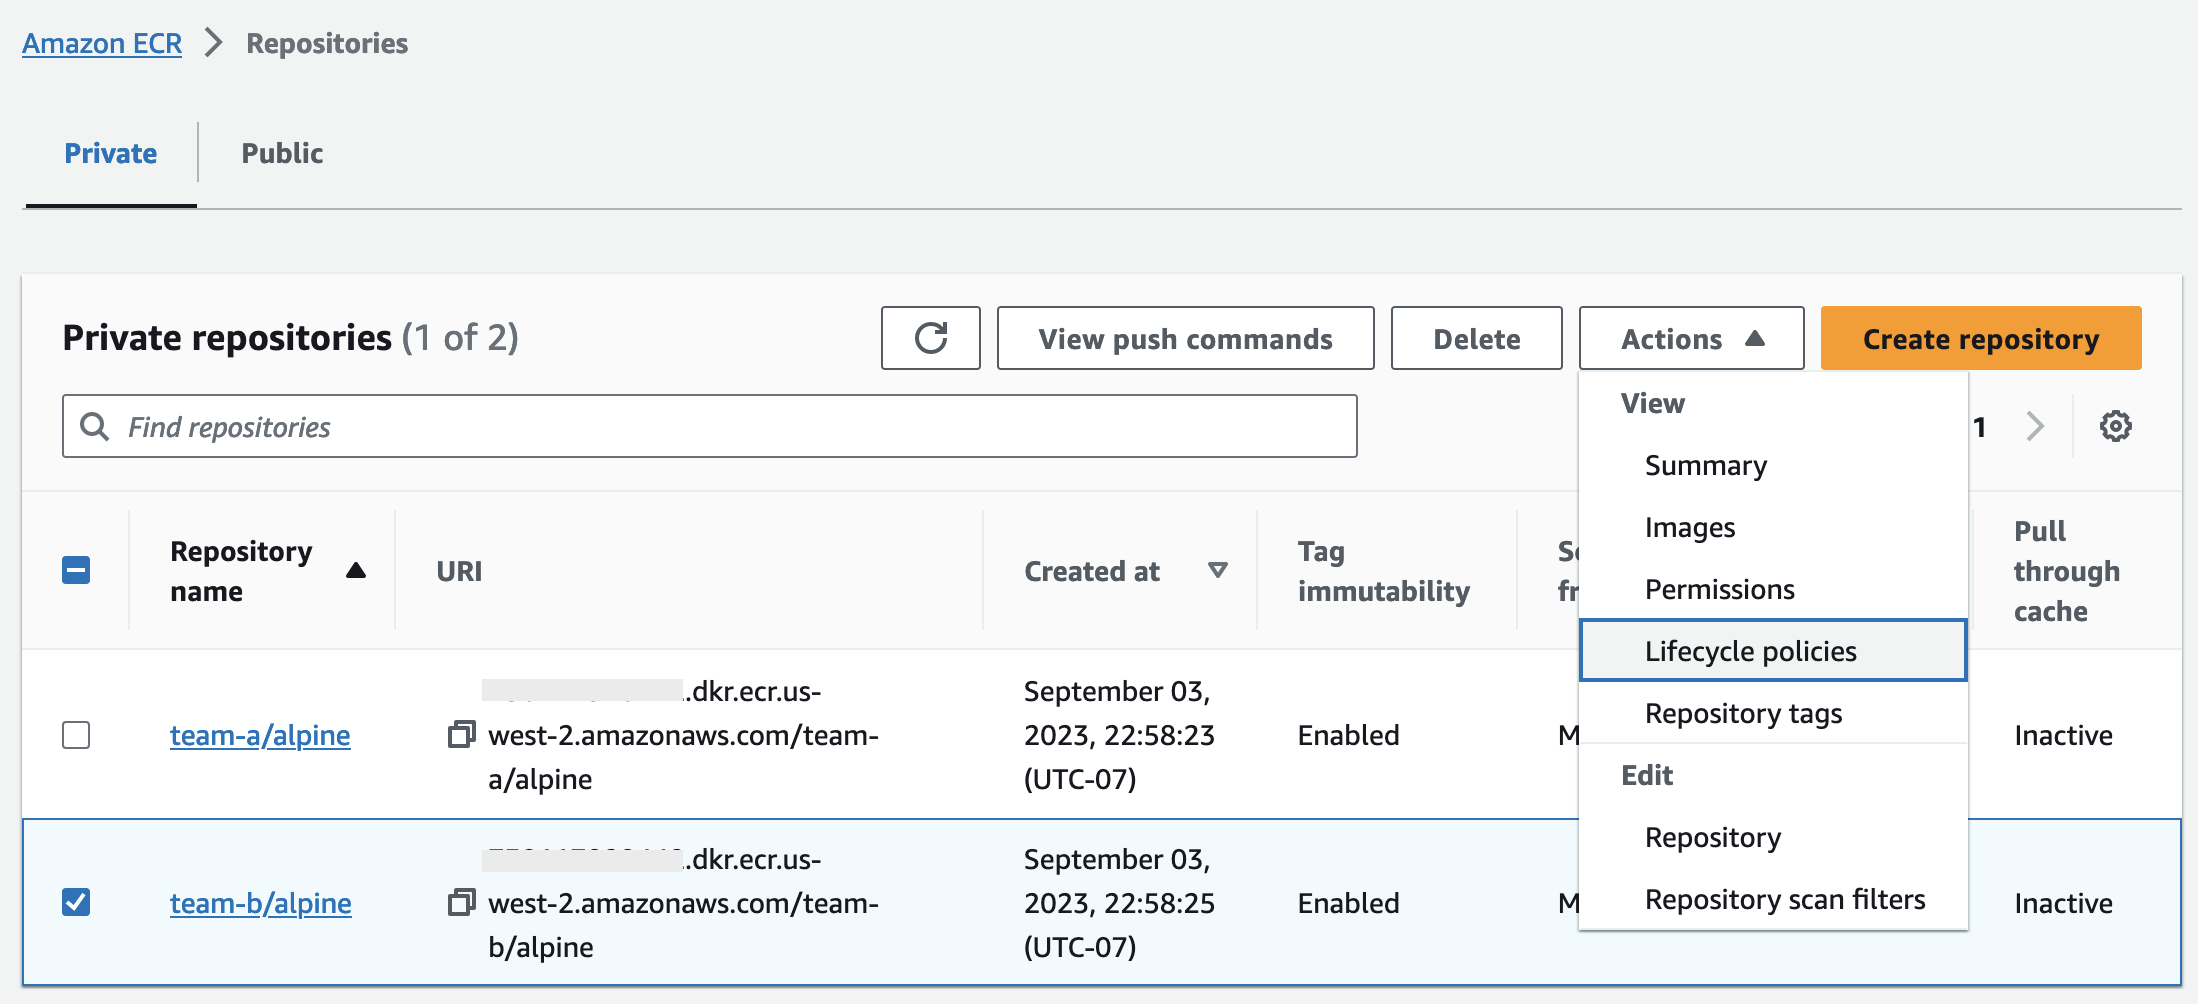 Amazon ECR > Repositories
Private
Public
Private repositories (1 of 2)
View push commands
Delete
Actions
Create repository
Find repositories
1
View
Summary
Images
Permissions
Lifecycle policies
Repository tags
Edit
Repository
Repository scan filters
Repository
name
URI
Created at
Tag
immutability
Pull
through
cache
team-a/alpine
.dkr.ecr.us-
west-2.amazonaws.com/team-
a/alpine
September 03,
2023, 22:58:23
(UTC-07)
Enabled
M
Inactive
team-b/alpine
.dkr.ecr.us-
west-2.amazonaws.com/team-
b/alpine
September 03,
2023, 22:58:25
(UTC-07)
Enabled
M
Inactive